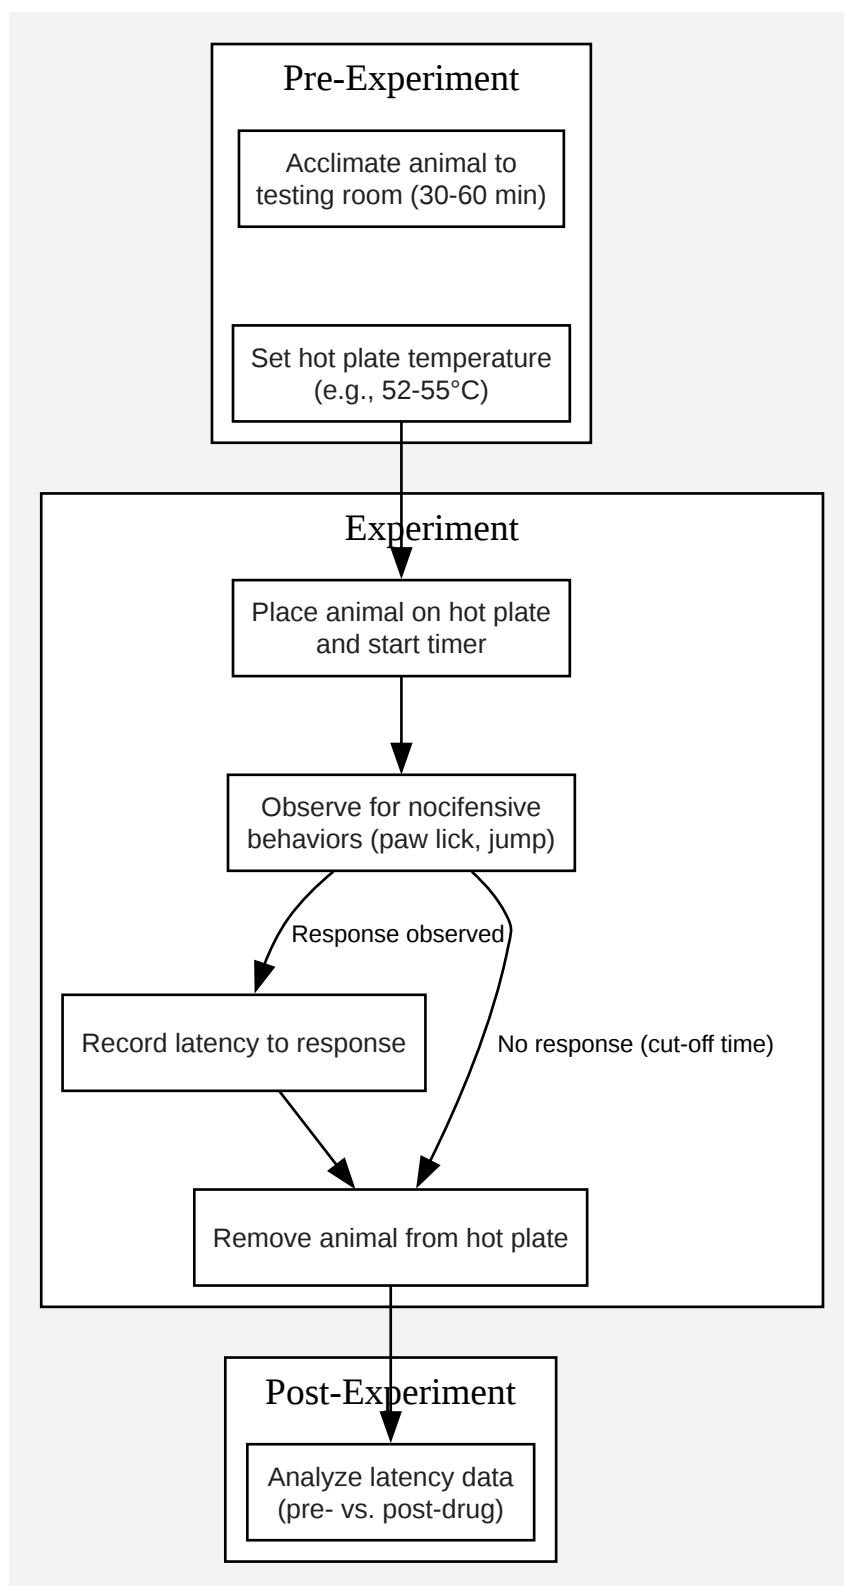 Pre-Experiment
Acclimate animal to
testing room (30-60 min)
Set hot plate temperature
(e.g., 52-55°C)
Experiment
Place animal on hot plate
and start timer
Observe for nocifensive
behaviors (paw lick, jump)
Response observed
Record latency to response
No response (cut-off time)
Remove animal from hot plate
Post-Experiment
Analyze latency data
(pre- vs. post-drug)